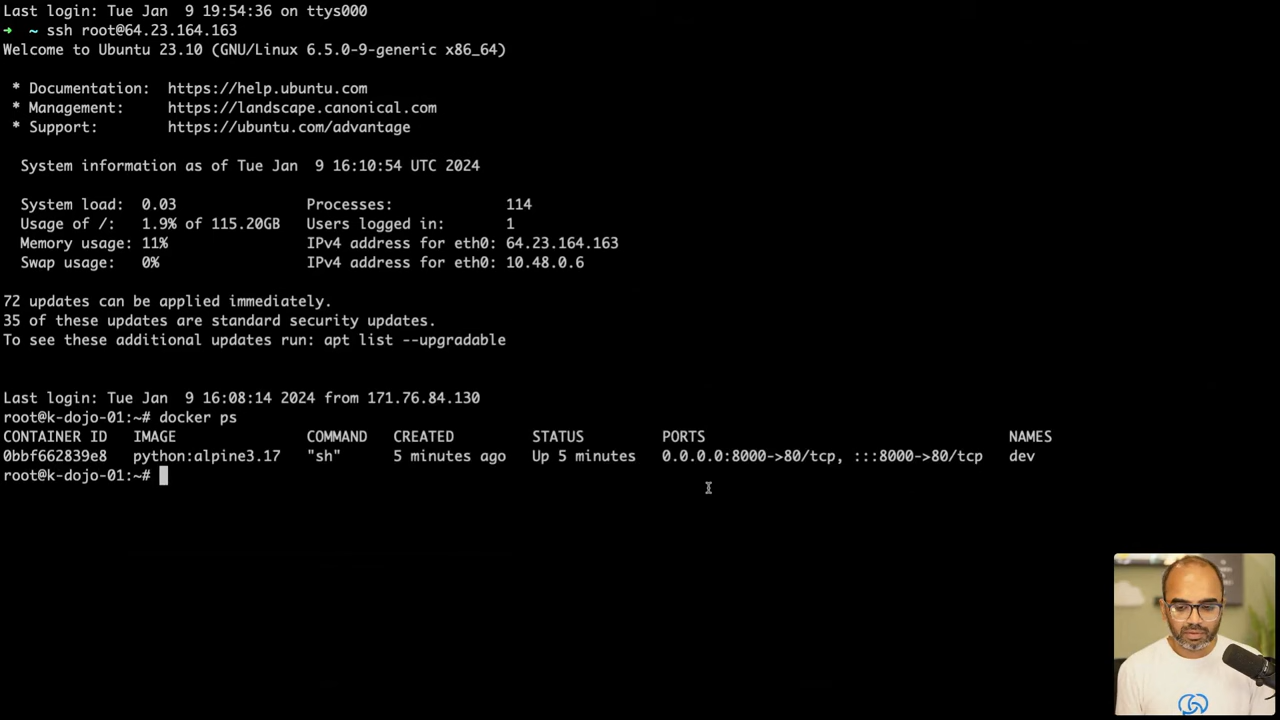 Last login: Tue Jan  9 19:54:36 on ttys000
➜  ~ ssh root@64.23.164.163
Welcome to Ubuntu 23.10 (GNU/Linux 6.5.0-9-generic x86_64)
* Documentation:  https://help.ubuntu.com
* Management:     https://landscape.canonical.com
* Support:        https://ubuntu.com/advantage
System information as of Tue Jan  9 16:10:54 UTC 2024
System load:  0.03               Processes:             114
Usage of /:   1.9% of 115.20GB   Users logged in:       1
Memory usage: 11%                IPv4 address for eth0: 64.23.164.163
Swap usage:   0%                 IPv4 address for eth0: 10.48.0.6
72 updates can be applied immediately.
35 of these updates are standard security updates.
To see these additional updates run: apt list --upgradable
Last login: Tue Jan  9 16:08:14 2024 from 171.76.84.130
root@k-dojo-01:~# docker ps
CONTAINER ID   IMAGE               COMMAND   CREATED         STATUS         PORTS                                   NAMES
0bbf662839e8   python:alpine3.17   "sh"      5 minutes ago   Up 5 minutes   0.0.0.0:8000->80/tcp, :::8000->80/tcp   dev
root@k-dojo-01:~#